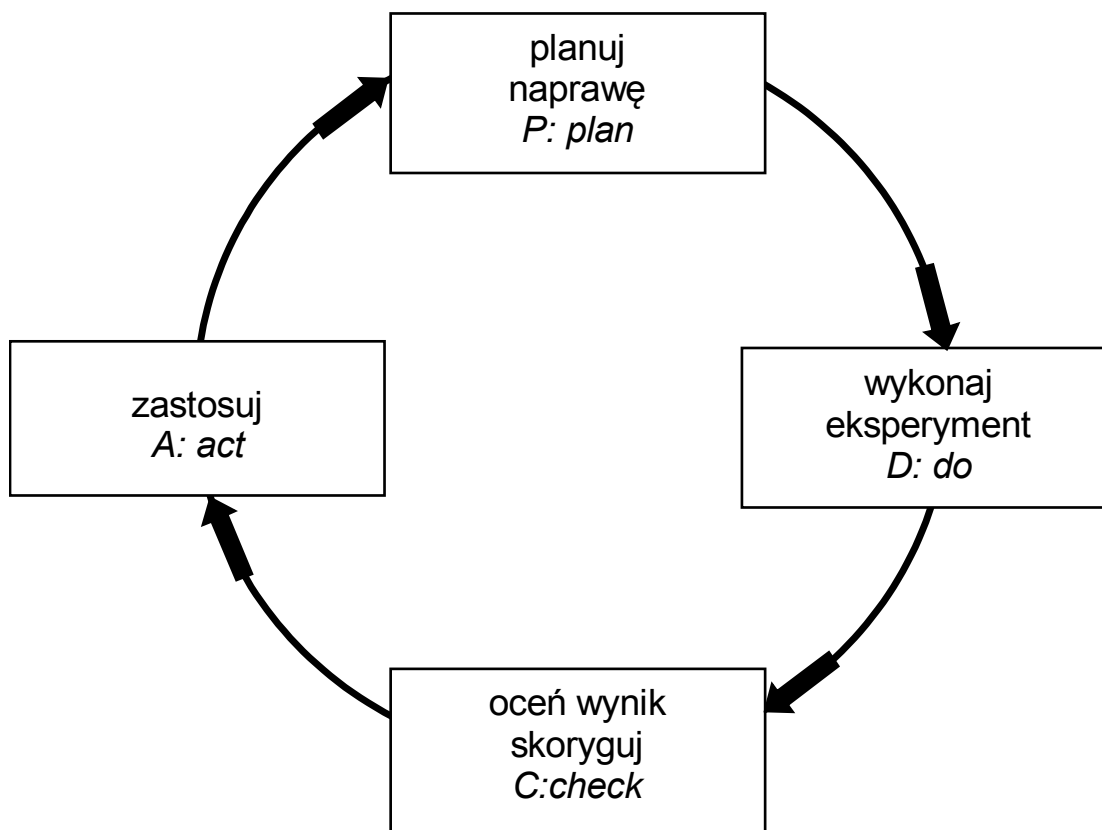 planuj
naprawę
P: plan
wykonaj
eksperyment
D: do
oceń wynik
skoryguj
C:check
zastosuj
A: act